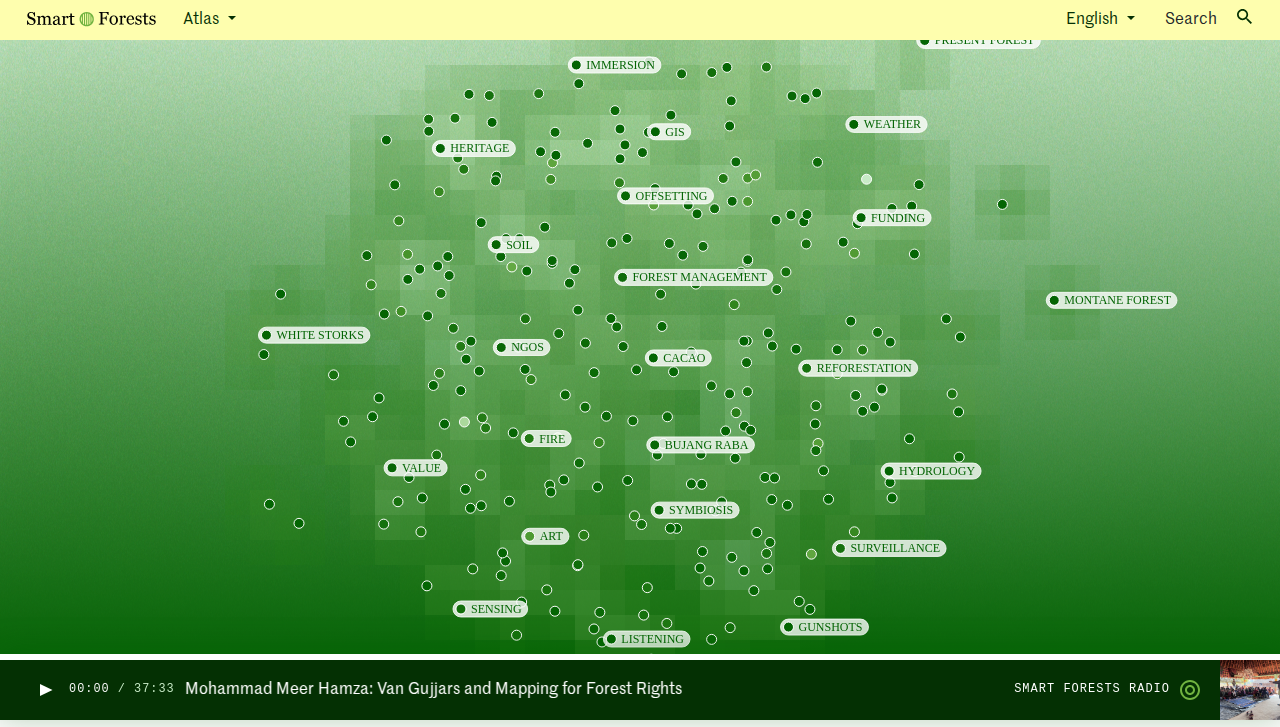 Smart Forests
Atlas
English
Search
PRESENT FOREST
IMMERSION
GIS
WEATHER
HERITAGE
OFFSETTING
FUNDING
SOIL
FOREST MANAGEMENT
MONTANE FOREST
WHITE STORKS
NGOS
CACAO
REFORESTATION
FIRE
BUJANG RABA
VALUE
HYDROLOGY
SYMBIOSIS
ART
SURVEILLANCE
SENSING
GUNSHOTS
LISTENING
00:00 / 37:33
Mohammad Meer Hamza: Van Gujjars and Mapping for Forest Rights
SMART FORESTS RADIO